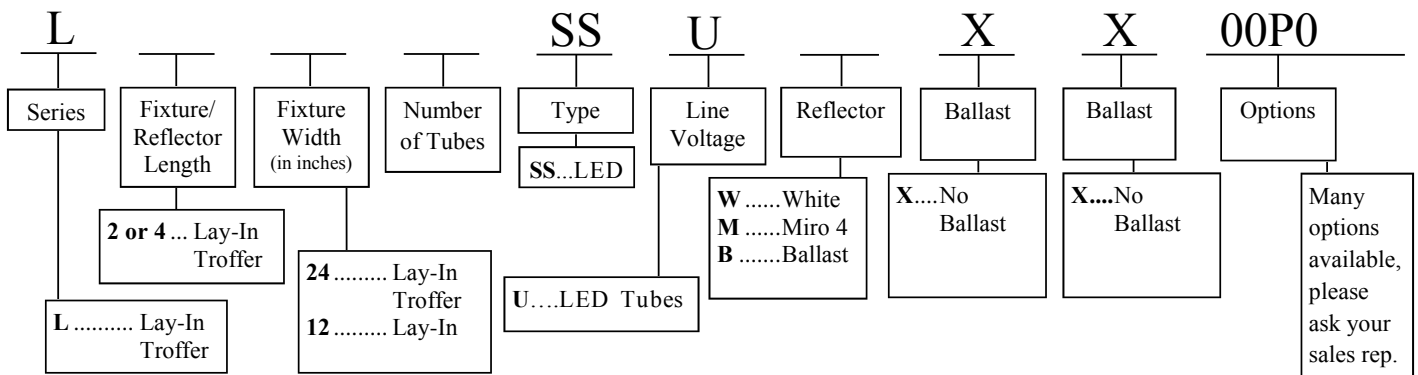 L SS U X X 00P0
Series
Fixture/
Reflector
Length
Fixture
Width
(in inches)
Number
of Tubes
Type
Line
Voltage
Reflector
Ballast
Ballast
Options
SS...LED
W ......White
M ......Miro 4
B .......Ballast
X....No
Ballast
X....No
Ballast
Many
options
available,
please
ask your
sales rep.
2 or 4 ... Lay-In
Troffer
24 ......... Lay-In
Troffer
12 ......... Lay-In
U....LED Tubes
L .......... Lay-In
Troffer